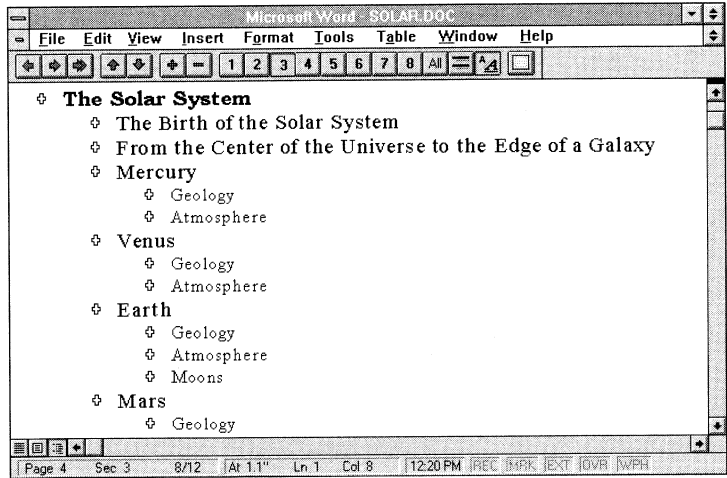 Microsoft Word - SOLAR.DOC
File Edit View Insert Format Tools Table Window Help
1 2 3 4 5 6 7 8 All AA
The Solar System
The Birth of the Solar System
From the Center of the Universe to the Edge of a Galaxy
Mercury
Geology
Atmosphere
Venus
Geology
Atmosphere
Earth
Geology
Atmosphere
Moons
Mars
Geology
Page 4 Sec 3 8/12 At 1.1" Ln 1 Col 8 12:20 PM REC MRK EXT OVR WPH